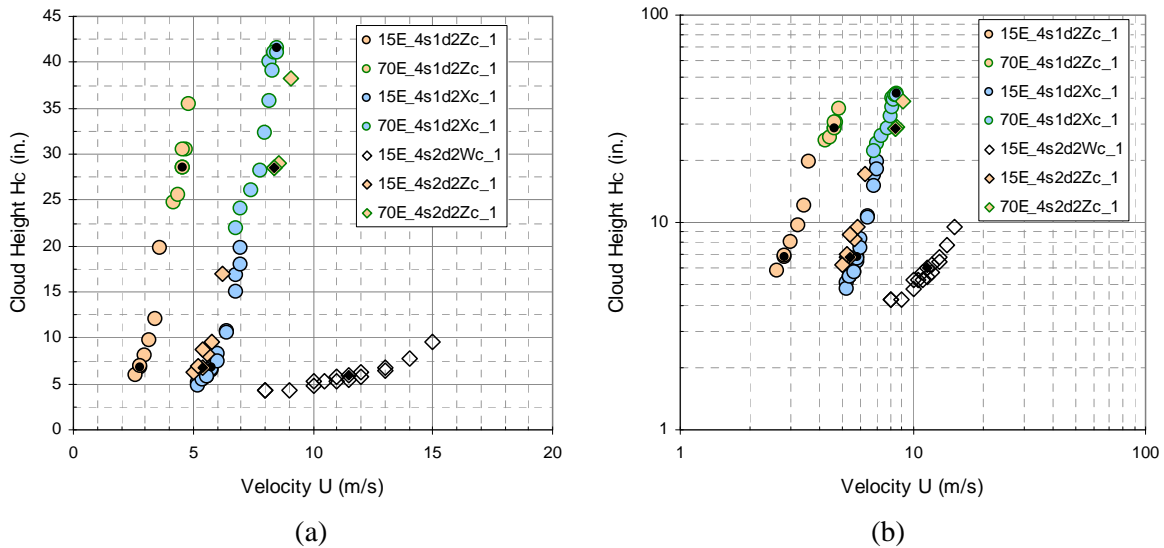 45
40
35
30
25
20
15
10
5
0
0 5 10 15 20
Cloud Height Hc (in.)
Velocity U (m/s)
15E_4s1d2Zc_1
70E_4s1d2Zc_1
15E_4s1d2Xc_1
70E_4s1d2Xc_1
15E_4s2d2Wc_1
15E_4s2d2Zc_1
70E_4s2d2Zc_1
(a)
100
10
1
1 10 100
Cloud Height Hc (in.)
Velocity U (m/s)
15E_4s1d2Zc_1
70E_4s1d2Zc_1
15E_4s1d2Xc_1
70E_4s1d2Xc_1
15E_4s2d2Wc_1
15E_4s2d2Zc_1
70E_4s2d2Zc_1
(b)